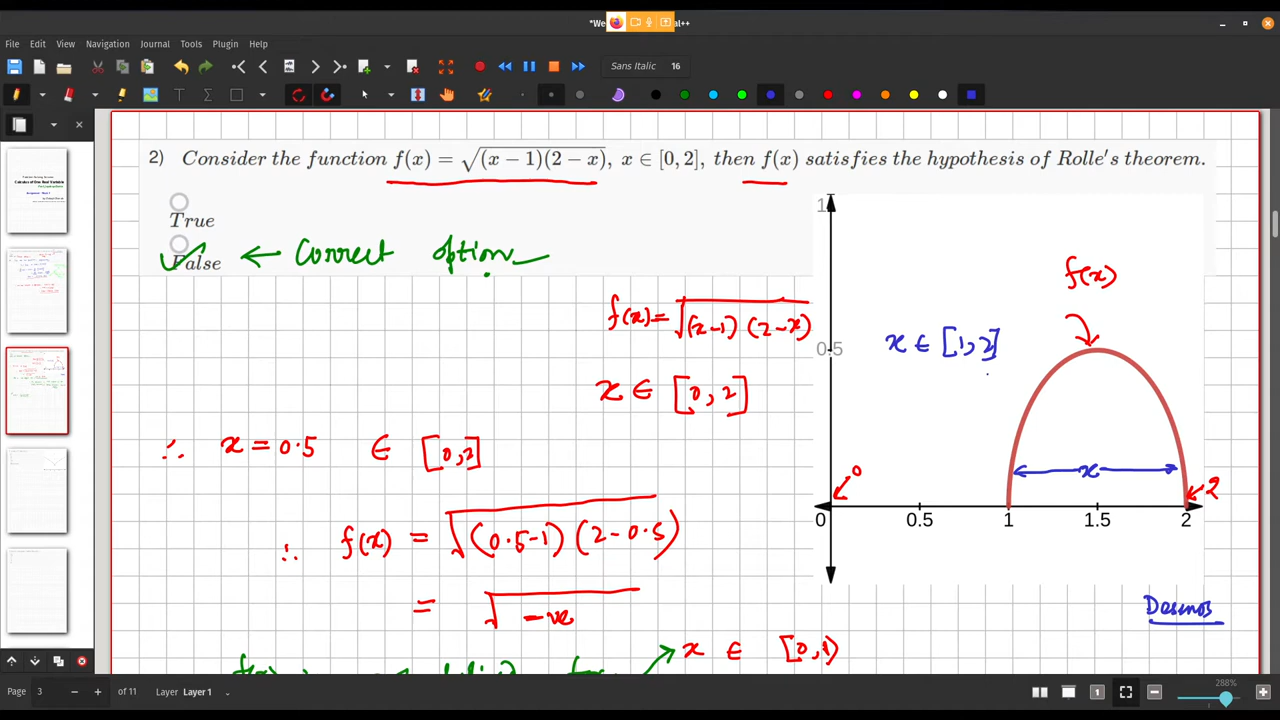 *We al++
File Edit View Navigation Journal Tools Plugin Help
Sans Italic 16
2) Consider the function f(x) = √(x − 1)(2 − x), x ∈ [0, 2], then f(x) satisfies the hypothesis of Rolle's theorem.
True
False ← Correct option
1
f(x)
f(x) = √(x-1)(2-x)
x ∈ [1,2]
0.5
x ∈ [0,2]
∴ x = 0.5 ∈ [0,2]
x
0
2
0 0.5 1 1.5 2
∴ f(x) = √(0.5-1)(2-0.5)
= √-ve
Desmos
x ∈ [0,1)
Page 3 of 11 Layer Layer 1
288%